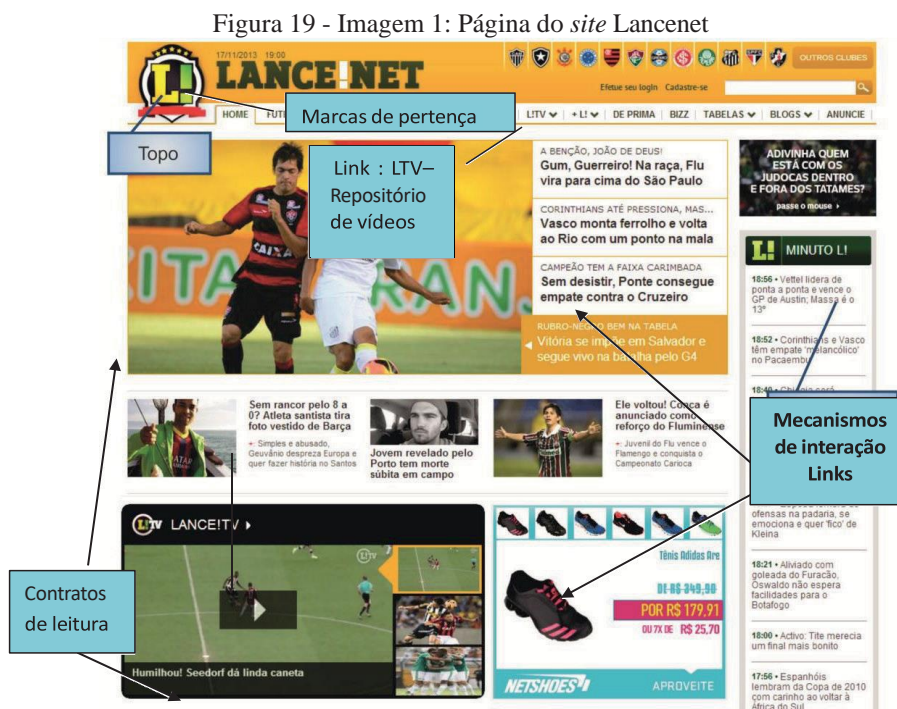 Figura 19 - Imagem 1: Página do site Lancenet
17/11/2013 19:00
LANCE!NET
L!
OUTROS CLUBES
Efetue seu login Cadastre-se
HOME
L!TV
+ L!
DE PRIMA
BIZZ
TABELAS
BLOGS
ANUNCIE
Marcas de pertença
Topo
Link : LTV–
Repositório
de vídeos
CAIXA
A BENÇÃO, JOÃO DE DEUS!
Gum, Guerreiro! Na raça, Flu
vira para cima do São Paulo
CORINTHIANS ATÉ PRESSIONA, MAS...
Vasco monta ferrolho e volta
ao Rio com um ponto na mala
CAMPEÃO TEM A FAIXA CARIMBADA
Sem desistir, Ponte consegue
empate contra o Cruzeiro
RUBRO-NEGRO BEM NA TABELA
Vitória se impõe em Salvador e
segue vivo na batalha pelo G4
ADIVINHA QUEM
ESTÁ COM OS
JUDOCAS DENTRO
E FORA DOS TATAMES?
passe o mouse
L! MINUTO L!
18:56 • Vettel lidera de
ponta a ponta e vence o
GP de Austin; Massa é o
13º
18:52 • Corinthians e Vasco
têm empate 'melancólico'
no Pacaembu
18:40 •
Mecanismos
de interação
Links
ofensas na padaria, se
emociona e quer 'fico' de
Kleina
18:21 • Aliviado com
goleada do Furacão,
Oswaldo não espera
facilidades para o
Botafogo
18:00 • Activo: Tite merecia
um final mais bonito
17:56 • Espanhóis
lembram da Copa de 2010
com carinho ao voltar à
África do Sul
Sem rancor pelo 8 a
0? Atleta santista tira
foto vestido de Barça
+: Simples e abusado,
Geuvânio despreza Europa e
quer fazer história no Santos
Jovem revelado pelo
Porto tem morte
súbita em campo
Ele voltou! Conca é
anunciado como
reforço do Fluminense
+: Juvenil do Flu vence o
Flamengo e conquista o
Campeonato Carioca
L!TV LANCE!TV
Humilhou! Seedorf dá linda caneta
Contratos
de leitura
Tênis Adidas Are
DE R$ 349,90
POR R$ 179,91
OU 7X DE R$ 25,70
NETSHOES
APROVEITE